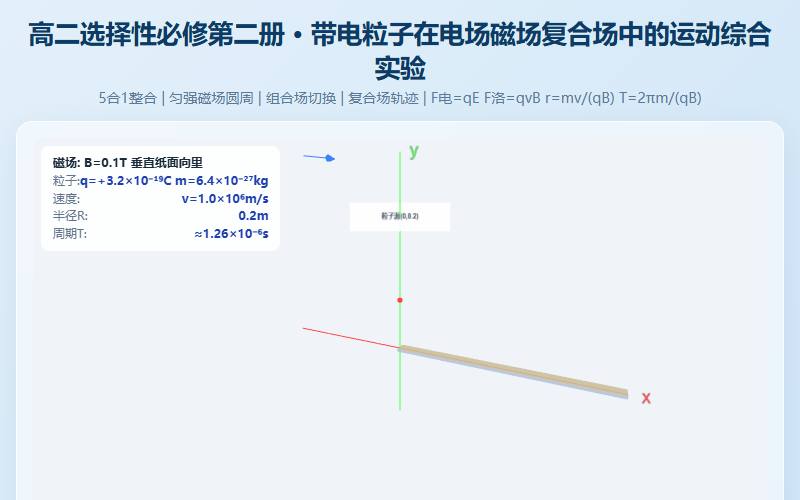 高二选择性必修第二册 · 带电粒子在电场磁场复合场中的运动综合
实验
5合1整合 | 匀强磁场圆周 | 组合场切换 | 复合场轨迹 | F电=qE F洛=qvB r=mv/(qB) T=2πm/(qB)
磁场: B=0.1T 垂直纸面向里
粒子:q=+3.2×10⁻¹⁹C m=6.4×10⁻²⁷kg
速度: v=1.0×10⁶m/s
半径R: 0.2m
周期T: ≈1.26×10⁻⁶s
y
粒子源(0,0.2)
x